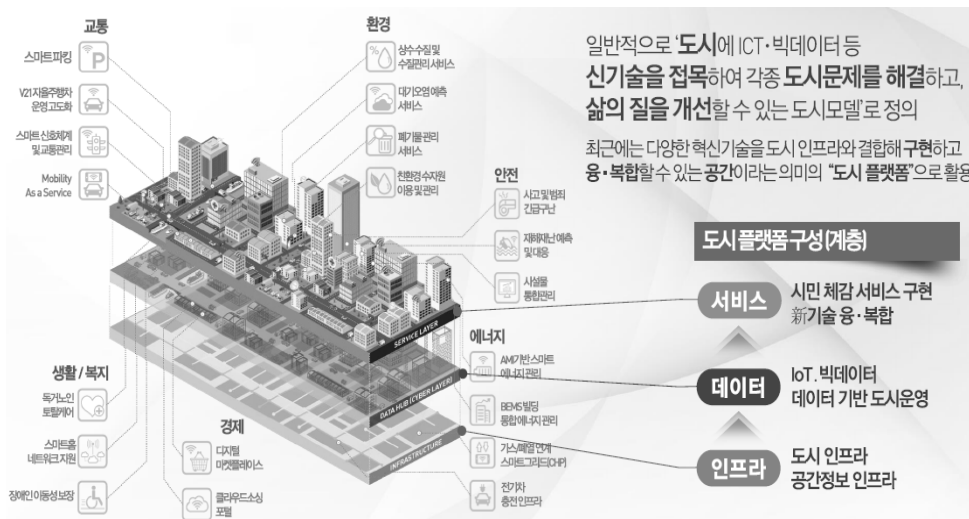 교통
스마트 파킹
V21 자율주행차
운영 고도화
스마트 신호체계
및 교통관리
Mobility
As a Service
환경
상수 수질 및
수질관리 서비스
대기오염 예측
서비스
폐기물 관리
서비스
친환경 수자원
이용 및 관리
안전
사고 및 범죄
긴급구난
재해재난 예측
및 대응
시설물
통합관리
에너지
AMI기반 스마트
에너지 관리
BEMS 빌딩
통합 에너지 관리
가스/폐열 연계
스마트그리드(CHP)
전기차
충전 인프라
생활 / 복지
독거노인
토탈케어
스마트홈
네트워크 지원
장애인 이동성 보장
경제
디지털
마켓플레이스
클라우드소싱
포털
SERVICE LAYER
DATA HUB (CYBER LAYER)
INFRASTRUCTURE
일반적으로 '도시에 ICT·빅데이터 등
신기술을 접목하여 각종 도시문제를 해결하고,
삶의 질을 개선할 수 있는 도시모델'로 정의
최근에는 다양한 혁신기술을 도시 인프라와 결합해 구현하고
융·복합할 수 있는 공간이라는 의미의 "도시 플랫폼"으로 활용
도시 플랫폼 구성 (계층)
서비스
시민 체감 서비스 구현
新기술 융·복합
데이터
IoT. 빅데이터
데이터 기반 도시운영
인프라
도시 인프라
공간정보 인프라